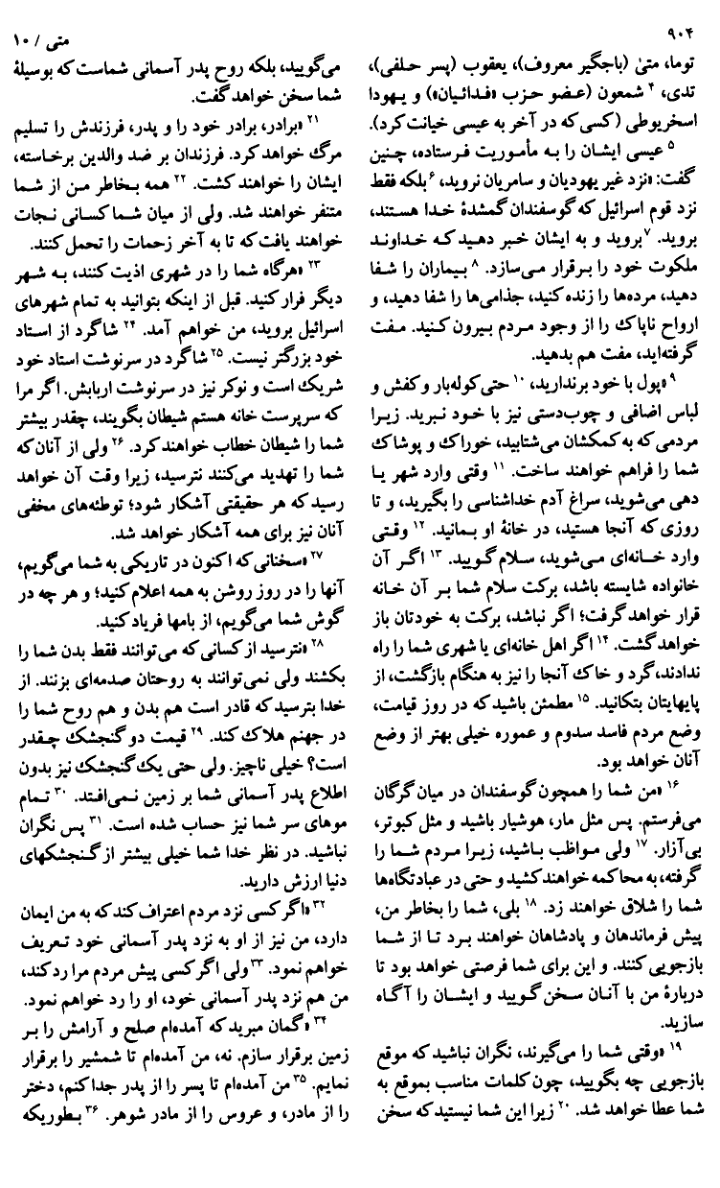 ۹۰۴
متی / ۱۰
توما، متیٰ (باجگیر معروف)، یعقوب (پسر حلفی)،
تدی، ۴ شمعون (عضو حزب «فدائیان») و یهودا
اسخریوطی (کسی که در آخر به عیسی خیانت کرد).
۵ عیسی ایشان را به مأموریت فرستاده، چنین
گفت: «نزد غیر یهودیان و سامریان نروید، ۶ بلکه فقط
نزد قوم اسرائیل که گوسفندان گمشدهٔ خدا هستند،
بروید. ۷ بروید و به ایشان خبر دهید که خداوند
ملکوت خود را برقرار می‌سازد. ۸ بیماران را شفا
دهید، مرده‌ها را زنده کنید، جذامی‌ها را شفا دهید، و
ارواح ناپاک را از وجود مردم بیرون کنید. مفت
گرفته‌اید، مفت هم بدهید.
۹ «پول با خود برندارید، ۱۰ حتی کوله‌بار و کفش و
لباس اضافی و چوب‌دستی نیز با خود نبرید. زیرا
مردمی که به کمکشان می‌شتابید، خوراک و پوشاک
شما را فراهم خواهند ساخت. ۱۱ وقتی وارد شهر یا
دهی می‌شوید، سراغ آدم خداشناسی را بگیرید، و تا
روزی که آنجا هستید، در خانهٔ او بمانید. ۱۲ وقتی
وارد خانه‌ای می‌شوید، سلام گویید. ۱۳ اگر آن
خانواده شایسته باشد، برکت سلام شما بر آن خانه
قرار خواهد گرفت؛ اگر نباشد، برکت به خودتان باز
خواهد گشت. ۱۴ اگر اهل خانه‌ای یا شهری شما را راه
ندادند، گرد و خاک آنجا را نیز به هنگام بازگشت، از
پایهایتان بتکانید. ۱۵ مطمئن باشید که در روز قیامت،
وضع مردم فاسد سدوم و عموره خیلی بهتر از وضع
آنان خواهد بود.
۱۶ «من شما را همچون گوسفندان در میان گرگان
می‌فرستم. پس مثل مار، هوشیار باشید و مثل کبوتر،
بی‌آزار. ۱۷ ولی مواظب باشید، زیرا مردم شما را
گرفته، به محاکمه خواهند کشید و حتی در عبادتگاه‌ها
شما را شلاق خواهند زد. ۱۸ بلی، شما را بخاطر من،
پیش فرماندهان و پادشاهان خواهند برد تا از شما
بازجویی کنند. و این برای شما فرصتی خواهد بود تا
دربارهٔ من با آنان سخن گویید و ایشان را آگاه
سازید.
۱۹ «وقتی شما را می‌گیرند، نگران نباشید که موقع
بازجویی چه بگویید، چون کلمات مناسب بموقع به
شما عطا خواهد شد. ۲۰ زیرا این شما نیستید که سخن
می‌گویید، بلکه روح پدر آسمانی شماست که بوسیلهٔ
شما سخن خواهد گفت.
۲۱ «برادر، برادر خود را و پدر، فرزندش را تسلیم
مرگ خواهد کرد. فرزندان بر ضد والدین برخاسته،
ایشان را خواهند کشت. ۲۲ همه بخاطر من از شما
متنفر خواهند شد. ولی از میان شما کسانی نجات
خواهند یافت که تا به آخر زحمات را تحمل کنند.
۲۳ «هرگاه شما را در شهری اذیت کنند، به شهر
دیگر فرار کنید. قبل از اینکه بتوانید به تمام شهرهای
اسرائیل بروید، من خواهم آمد. ۲۴ شاگرد از استاد
خود بزرگتر نیست. ۲۵ شاگرد در سرنوشت استاد خود
شریک است و نوکر نیز در سرنوشت اربابش. اگر مرا
که سرپرست خانه هستم شیطان بگویند، چقدر بیشتر
شما را شیطان خطاب خواهند کرد. ۲۶ ولی از آنان که
شما را تهدید می‌کنند نترسید، زیرا وقت آن خواهد
رسید که هر حقیقتی آشکار شود؛ توطئه‌های مخفی
آنان نیز برای همه آشکار خواهد شد.
۲۷ «سخنانی که اکنون در تاریکی به شما می‌گویم،
آنها را در روز روشن به همه اعلام کنید؛ و هر چه در
گوش شما می‌گویم، از بامها فریاد کنید.
۲۸ «نترسید از کسانی که می‌توانند فقط بدن شما را
بکشند ولی نمی‌توانند به روحتان صدمه‌ای بزنند. از
خدا بترسید که قادر است هم بدن و هم روح شما را
در جهنم هلاک کند. ۲۹ قیمت دو گنجشک چقدر
است؟ خیلی ناچیز. ولی حتی یک گنجشک نیز بدون
اطلاع پدر آسمانی شما بر زمین نمی‌افتد. ۳۰ تمام
موهای سر شما نیز حساب شده است. ۳۱ پس نگران
نباشید. در نظر خدا شما خیلی بیشتر از گنجشکهای
دنیا ارزش دارید.
۳۲ «اگر کسی نزد مردم اعتراف کند که به من ایمان
دارد، من نیز از او به نزد پدر آسمانی خود تعریف
خواهم نمود. ۳۳ ولی اگر کسی پیش مردم مرا رد کند،
من هم نزد پدر آسمانی خود، او را رد خواهم نمود.
۳۴ «گمان مبرید که آمده‌ام صلح و آرامش را بر
زمین برقرار سازم. نه، من آمده‌ام تا شمشیر را برقرار
نمایم. ۳۵ من آمده‌ام تا پسر را از پدر جدا کنم، دختر
را از مادر، و عروس را از مادر شوهر. ۳۶ بطوریکه